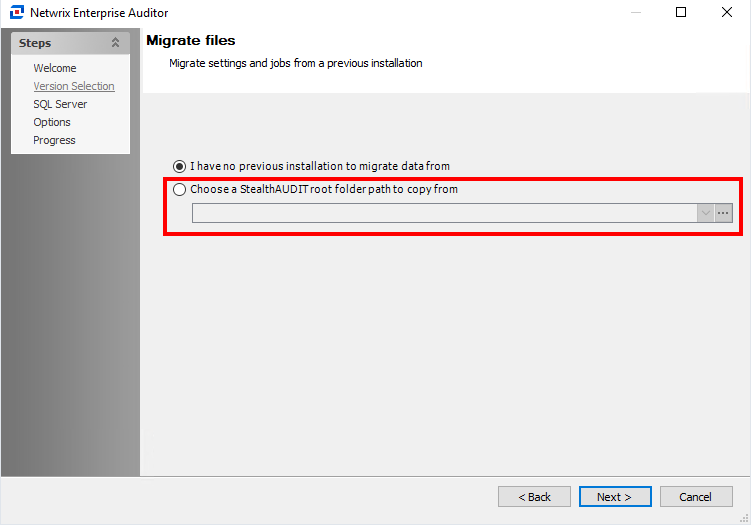 Netwrix Enterprise Auditor
Steps
Welcome
Version Selection
SQL Server
Options
Progress
Migrate files
Migrate settings and jobs from a previous installation
I have no previous installation to migrate data from
Choose a StealthAUDIT root folder path to copy from
...
< Back
Next >
Cancel